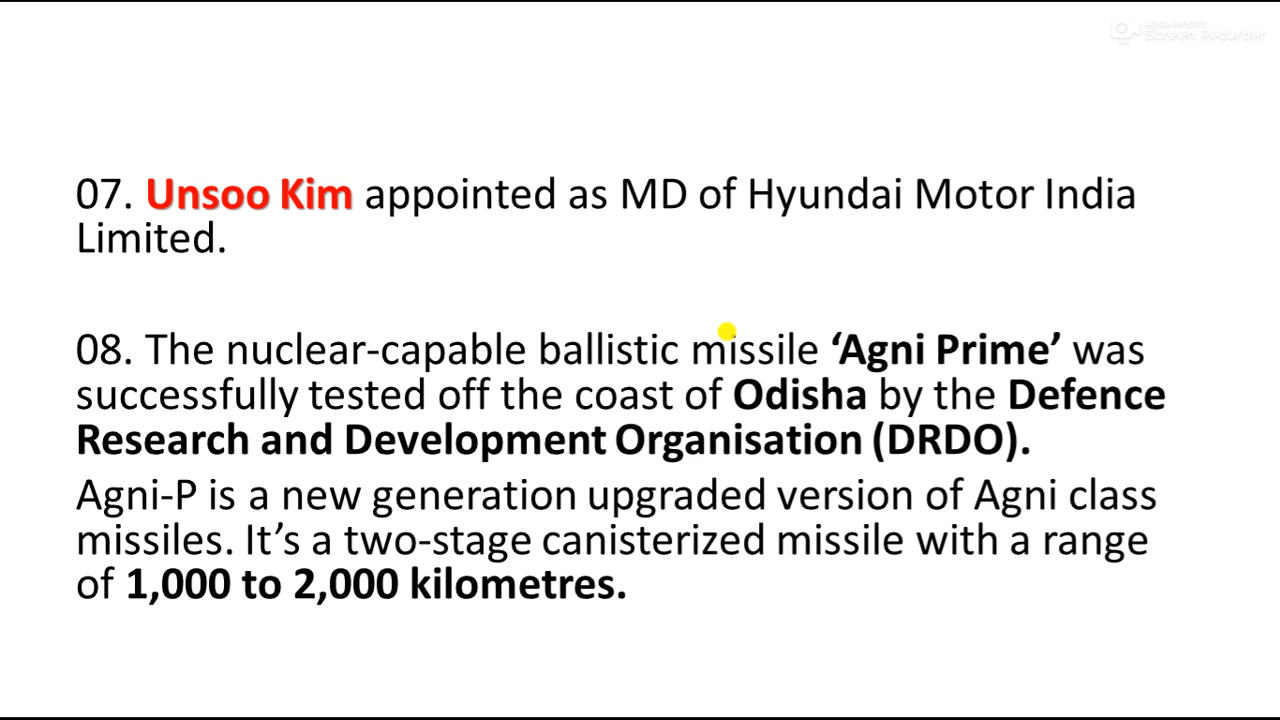 Apowersoft
Screen Recorder
07. Unsoo Kim appointed as MD of Hyundai Motor India
Limited.
08. The nuclear-capable ballistic missile ‘Agni Prime’ was
successfully tested off the coast of Odisha by the Defence
Research and Development Organisation (DRDO).
Agni-P is a new generation upgraded version of Agni class
missiles. It’s a two-stage canisterized missile with a range
of 1,000 to 2,000 kilometres.